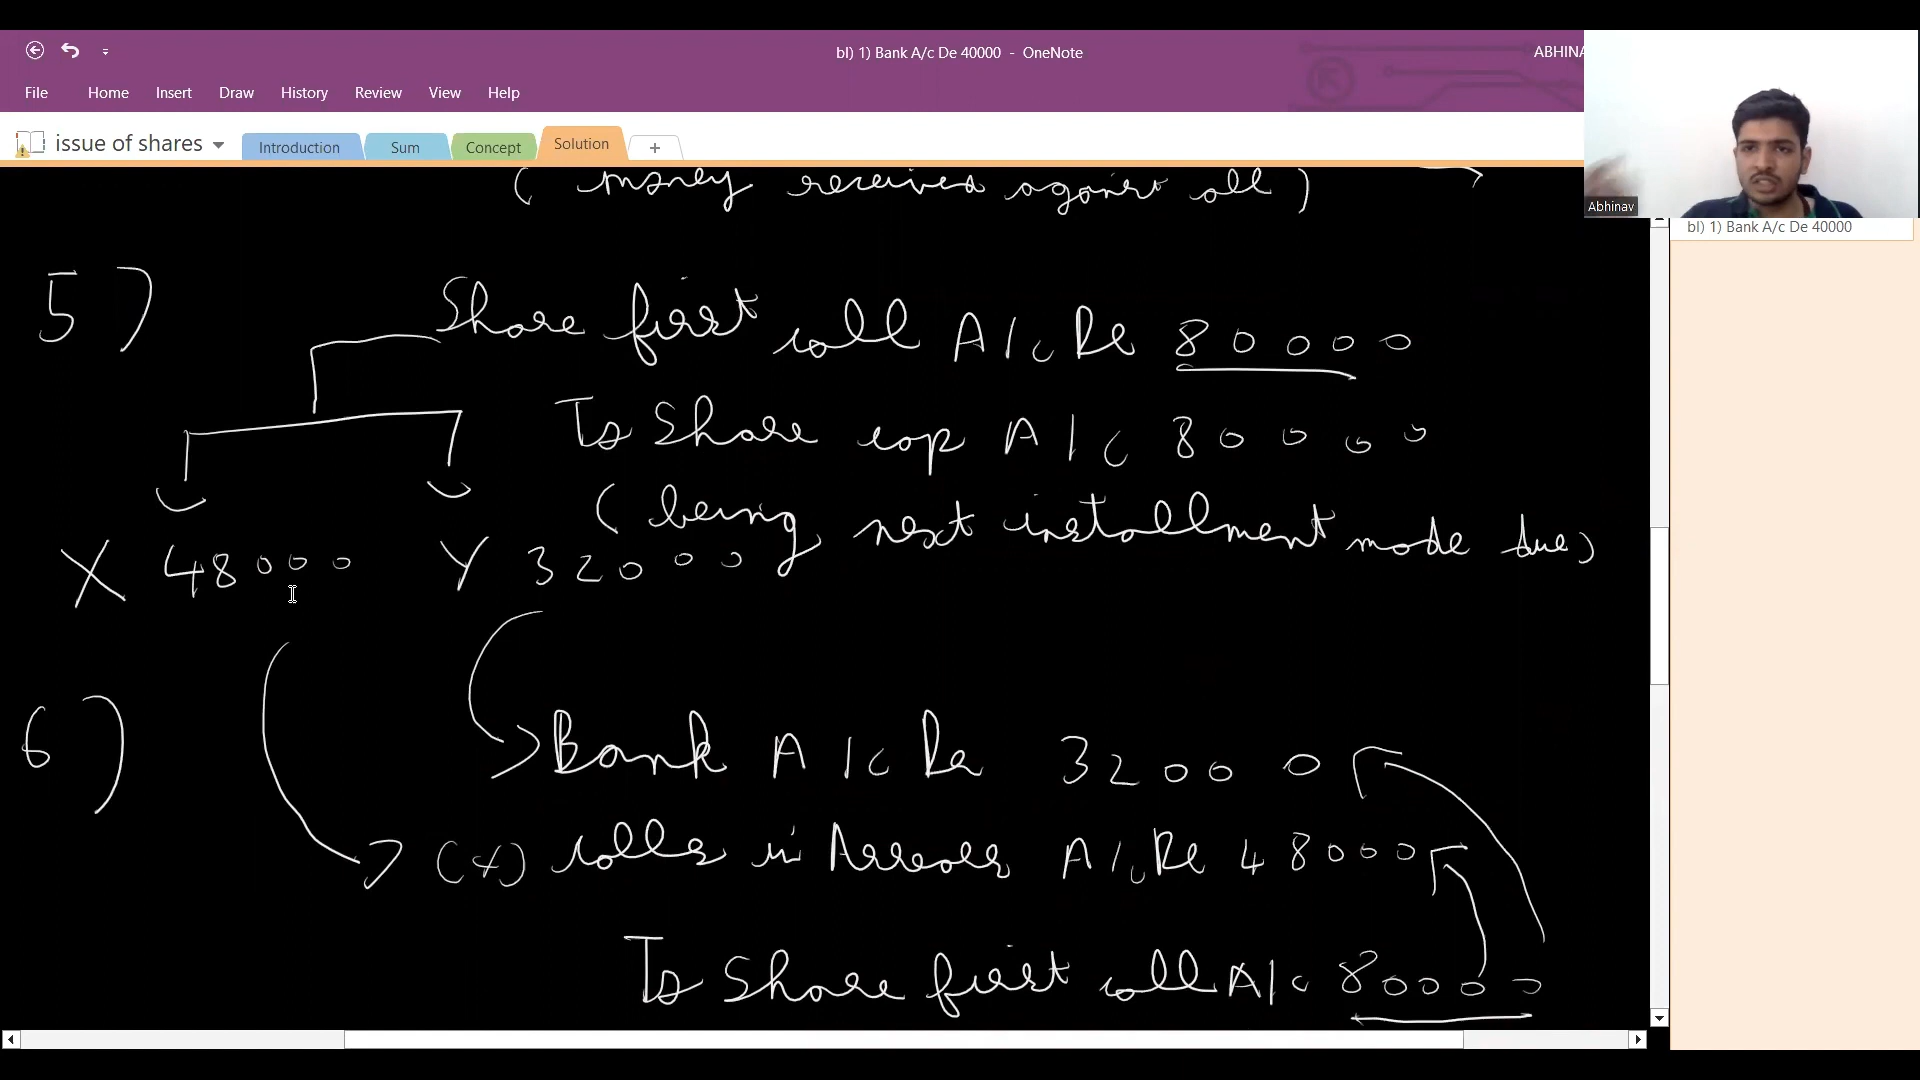 bI) 1) Bank A/c De 40000 - OneNote
ABHINA
File Home Insert Draw History Review View Help
issue of shares
Introduction Sum Concept Solution +
Abhinav
bI) 1) Bank A/c De 40000
( money received against all )
5) Share first call A/c De 80000
To Share cap A/c 80000
( being next installment made due )
X 48000 Y 32000
6) Bank A/c De 32000
(+) calls in Arrears A/c De 48000
To Share first call A/c 80000